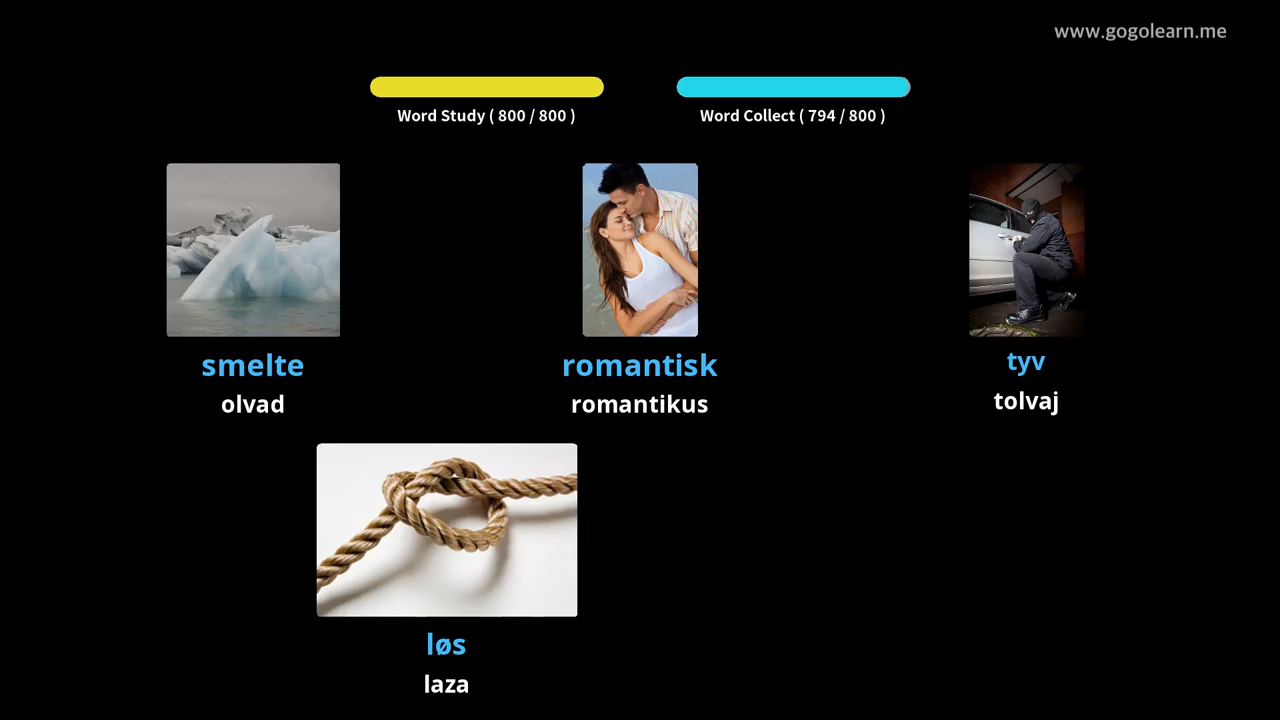 www.gogolearn.me
Word Study ( 800 / 800 )
Word Collect ( 794 / 800 )
smelte
olvad
romantisk
romantikus
tyv
tolvaj
løs
laza